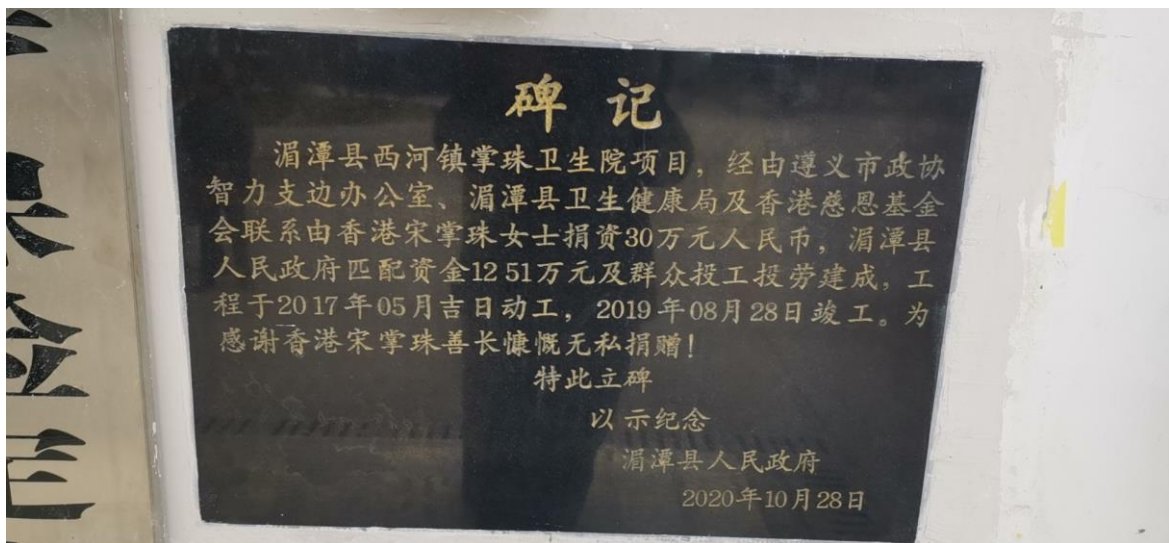 碑记
湄潭县西河镇掌珠卫生院项目，经由遵义市政协
智力支边办公室、湄潭县卫生健康局及香港慈恩基金
会联系由香港宋掌珠女士捐资30万元人民币，湄潭县
人民政府匹配资金1251万元及群众投工投劳建成，工
程于2017年05月吉日动工，2019年08月28日竣工。为
感谢香港宋掌珠善长慷慨无私捐赠！
特此立碑
以示纪念
湄潭县人民政府
2020年10月28日